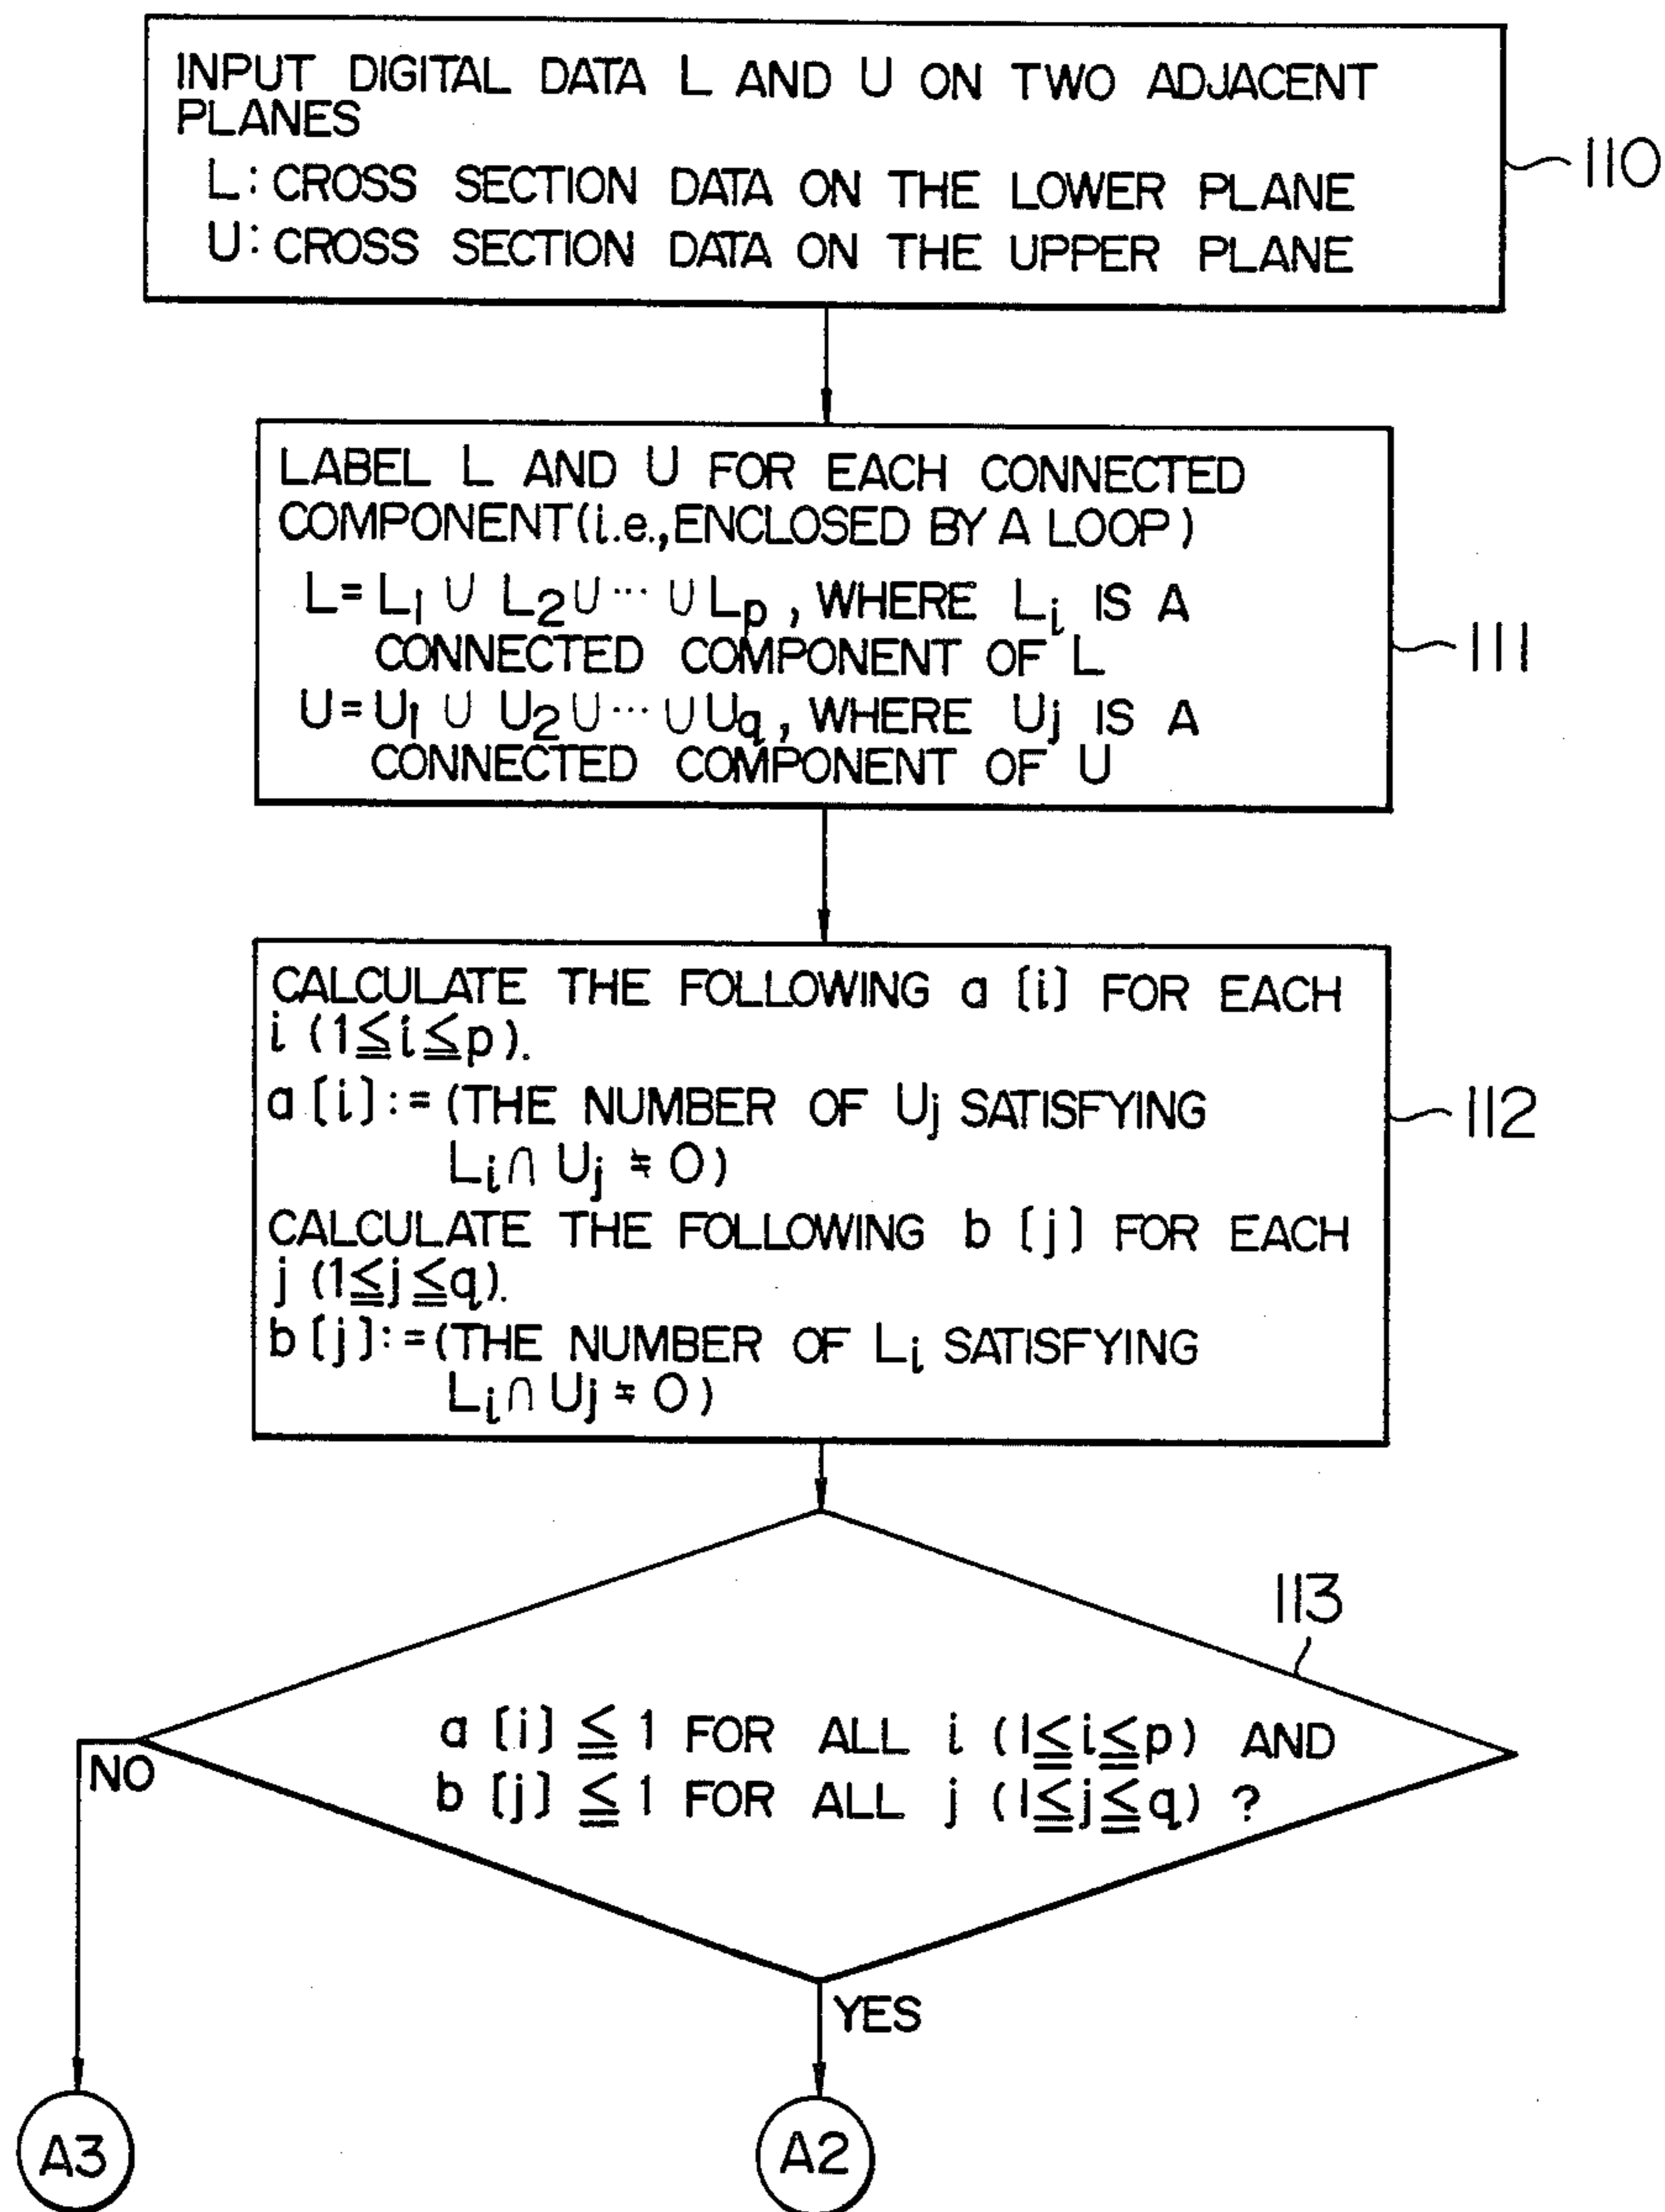 INPUT DIGITAL DATA L AND U ON TWO ADJACENT
PLANES
L: CROSS SECTION DATA ON THE LOWER PLANE
U: CROSS SECTION DATA ON THE UPPER PLANE
110
LABEL L AND U FOR EACH CONNECTED
COMPONENT(i.e.,ENCLOSED BY A LOOP)
L=L₁ ∪ L₂∪⋯∪Lₚ, WHERE Lᵢ IS A
CONNECTED COMPONENT OF L
U=U₁ ∪ U₂∪⋯∪U_q, WHERE Uⱼ IS A
CONNECTED COMPONENT OF U
111
CALCULATE THE FOLLOWING a [i] FOR EACH
i (1≦i≦p).
a [i]:=(THE NUMBER OF Uⱼ SATISFYING
Lᵢ∩ Uⱼ ≠ 0)
CALCULATE THE FOLLOWING b [j] FOR EACH
j (1≦j≦q).
b [j]:=(THE NUMBER OF Lᵢ SATISFYING
Lᵢ∩ Uⱼ ≠ 0)
112
113
a [i] ≦ 1 FOR ALL i (1≦i≦p) AND
b [j] ≦ 1 FOR ALL j (1≦j≦q) ?
NO
YES
A3
A2